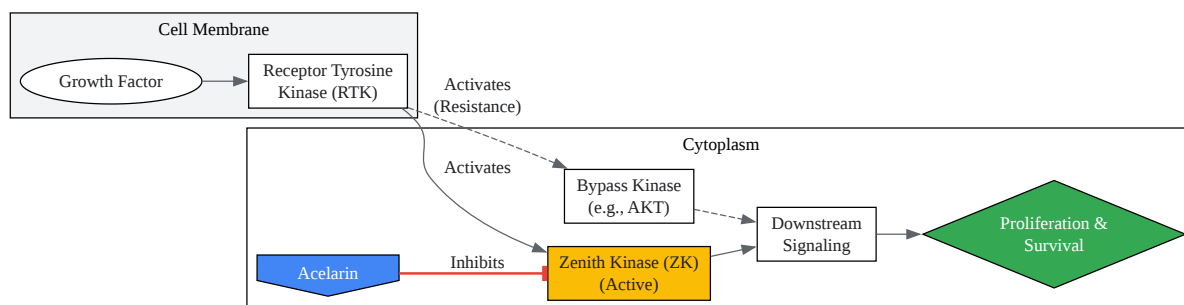 Cell Membrane
Growth Factor
Receptor Tyrosine
Kinase (RTK)
Activates
(Resistance)
Cytoplasm
Activates
Bypass Kinase
(e.g., AKT)
Downstream
Signaling
Proliferation &
Survival
Acelarin
Inhibits
Zenith Kinase (ZK)
(Active)